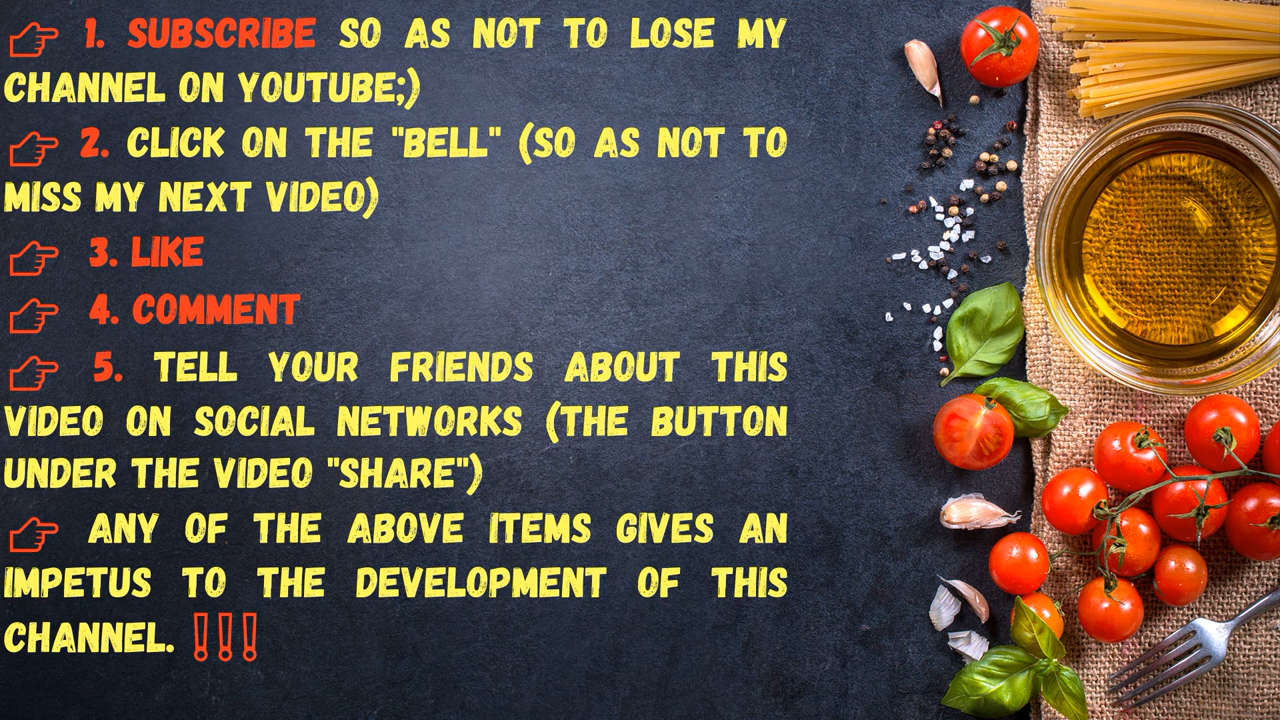 👉 1. SUBSCRIBE SO AS NOT TO LOSE MY
CHANNEL ON YOUTUBE;)
👉 2. CLICK ON THE "BELL" (SO AS NOT TO
MISS MY NEXT VIDEO)
👉 3. LIKE
👉 4. COMMENT
👉 5. TELL YOUR FRIENDS ABOUT THIS
VIDEO ON SOCIAL NETWORKS (THE BUTTON
UNDER THE VIDEO "SHARE")
👉 ANY OF THE ABOVE ITEMS GIVES AN
IMPETUS TO THE DEVELOPMENT OF THIS
CHANNEL. ❗❗❗